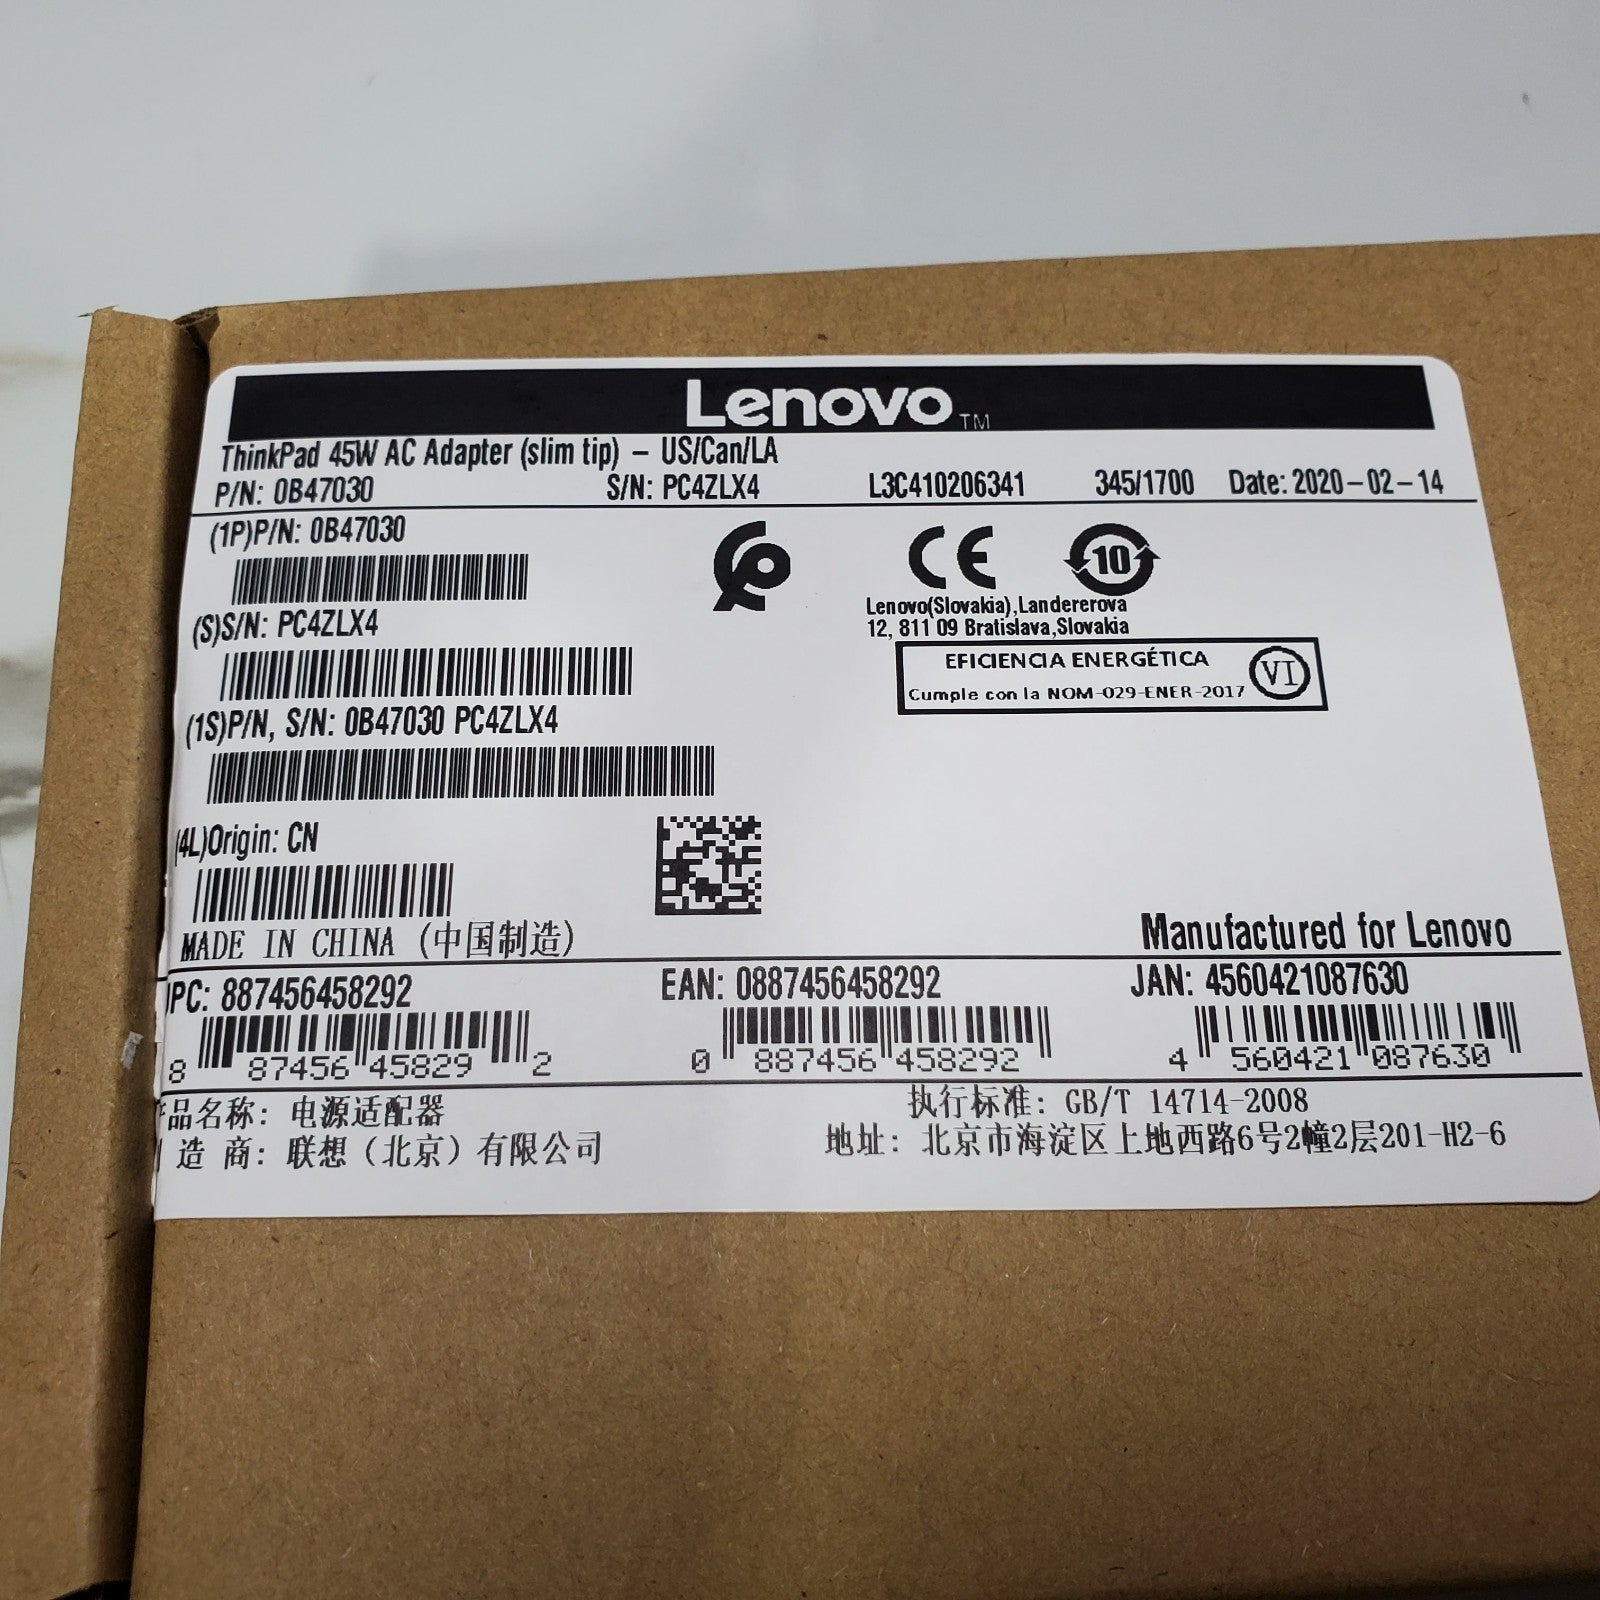 Lenovo TM
ThinkPad 45W AC Adapter (slim tip) – US/Can/LA
P/N: 0B47030 S/N: PC4ZLX4 L3C410206341 345/1700 Date: 2020-02-14
(1P)P/N: 0B47030
(S)S/N: PC4ZLX4
(1S)P/N, S/N: 0B47030 PC4ZLX4
CE
10
Lenovo(Slovakia),Landererova
12, 811 09 Bratislava,Slovakia
EFICIENCIA ENERGÉTICA
Cumple con la NOM-029-ENER-2017
VI
(4L)Origin: CN
MADE IN CHINA (中国制造)
Manufactured for Lenovo
UPC: 887456458292 EAN: 0887456458292 JAN: 4560421087630
8 87456 45829 2 0 887456 458292 4 560421 087630
产品名称: 电源适配器 执行标准: GB/T 14714-2008
造商: 联想（北京）有限公司 地址: 北京市海淀区上地西路6号2幢2层201-H2-6